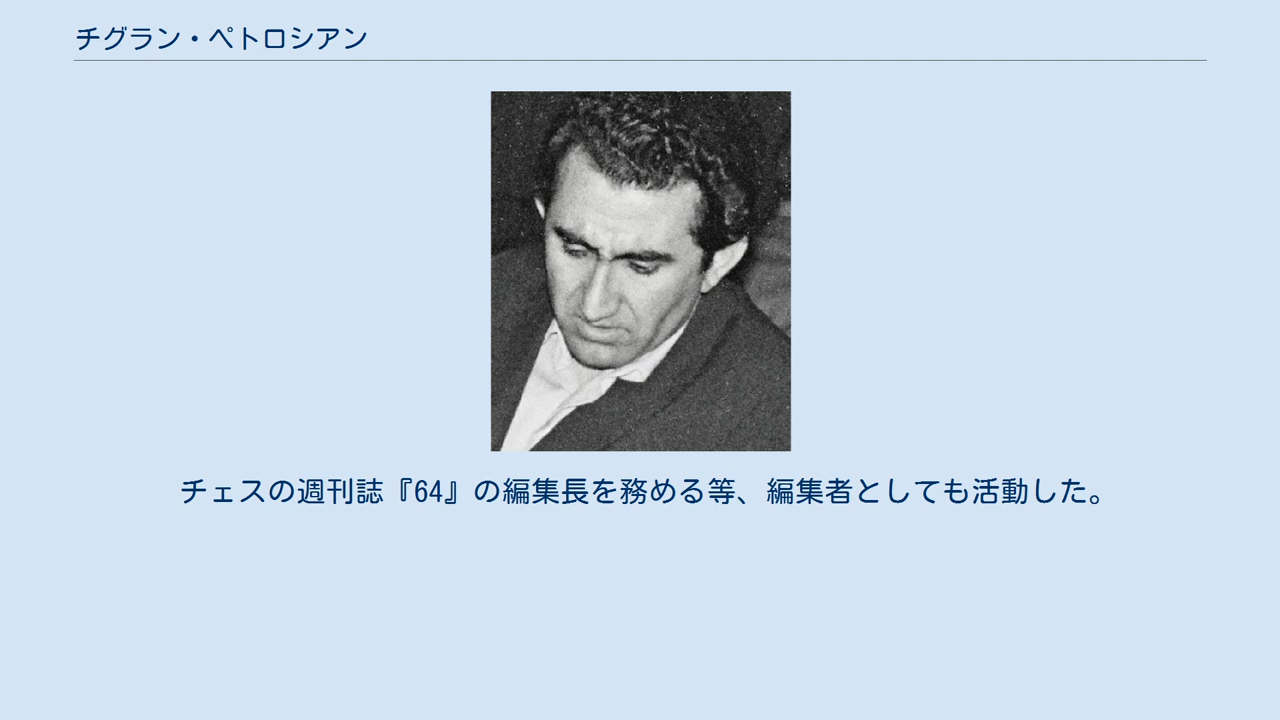 チグラン・ペトロシアン
チェスの週刊誌『64』の編集長を務める等、編集者としても活動した。